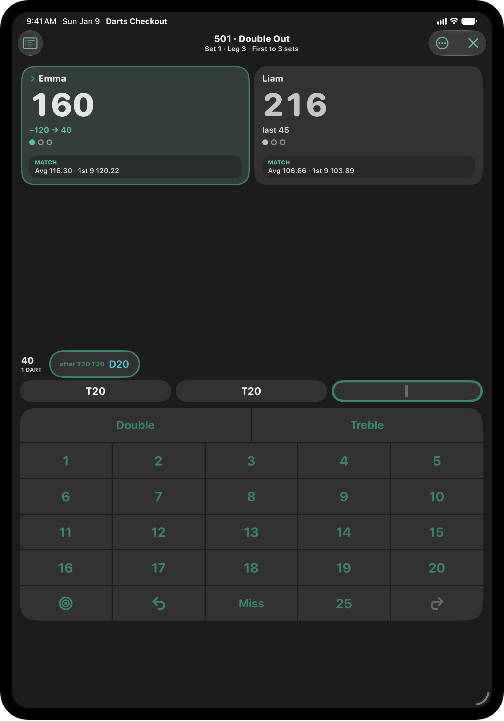 9:41 AM Sun Jan 9 Darts Checkout
501 · Double Out
Set 1 · Leg 3 · First to 3 sets
Emma
160
−120 → 40
MATCH
Avg 116.30 · 1st 9 120.22
Liam
216
last 45
MATCH
Avg 106.66 · 1st 9 103.89
40
1 DART
after T20 T20 D20
T20 T20
Double Treble
1 2 3 4 5
6 7 8 9 10
11 12 13 14 15
16 17 18 19 20
Miss 25